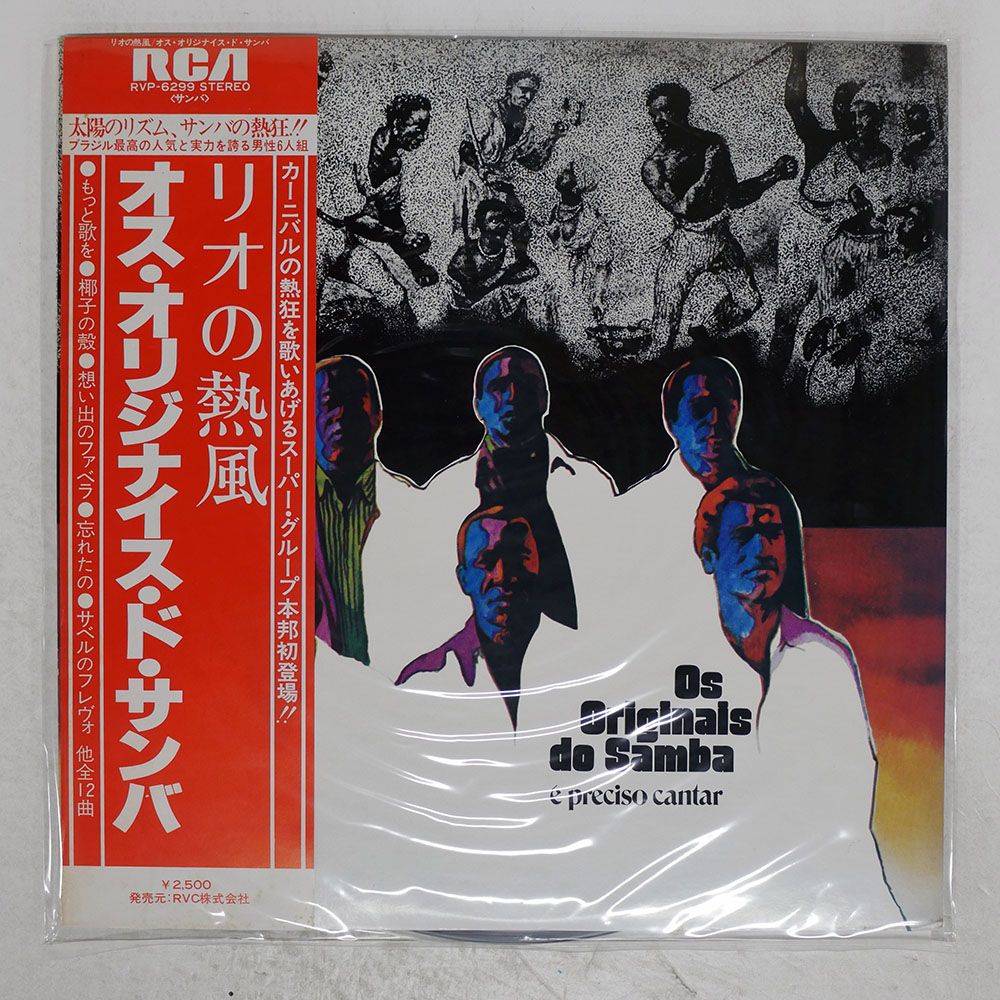 リオの熱風/オス・オリジナイス・ド・サンバ
RCA
RVP-6299 STEREO
〈サンバ〉
太陽のリズム、サンバの熱狂!!
ブラジル最高の人気と実力を誇る男性6人組
カーニバルの熱狂を歌いあげるスーパー・グループ本邦初登場!!
リオの熱風
オス・オリジナイス・ド・サンバ
●もっと歌を●椰子の殻●想い出のファベラ●忘れたの●サベルのフレヴォ 他全12曲
¥2,500
発売元:RVC株式会社
Os
Originais
do Samba
é preciso cantar